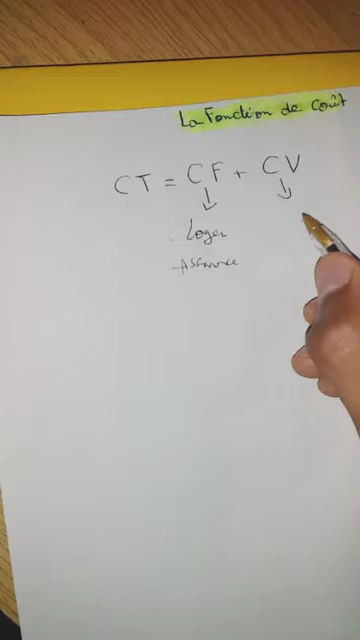 La Fonction de Coût
CT = CF + CV
Loyer
Assurance